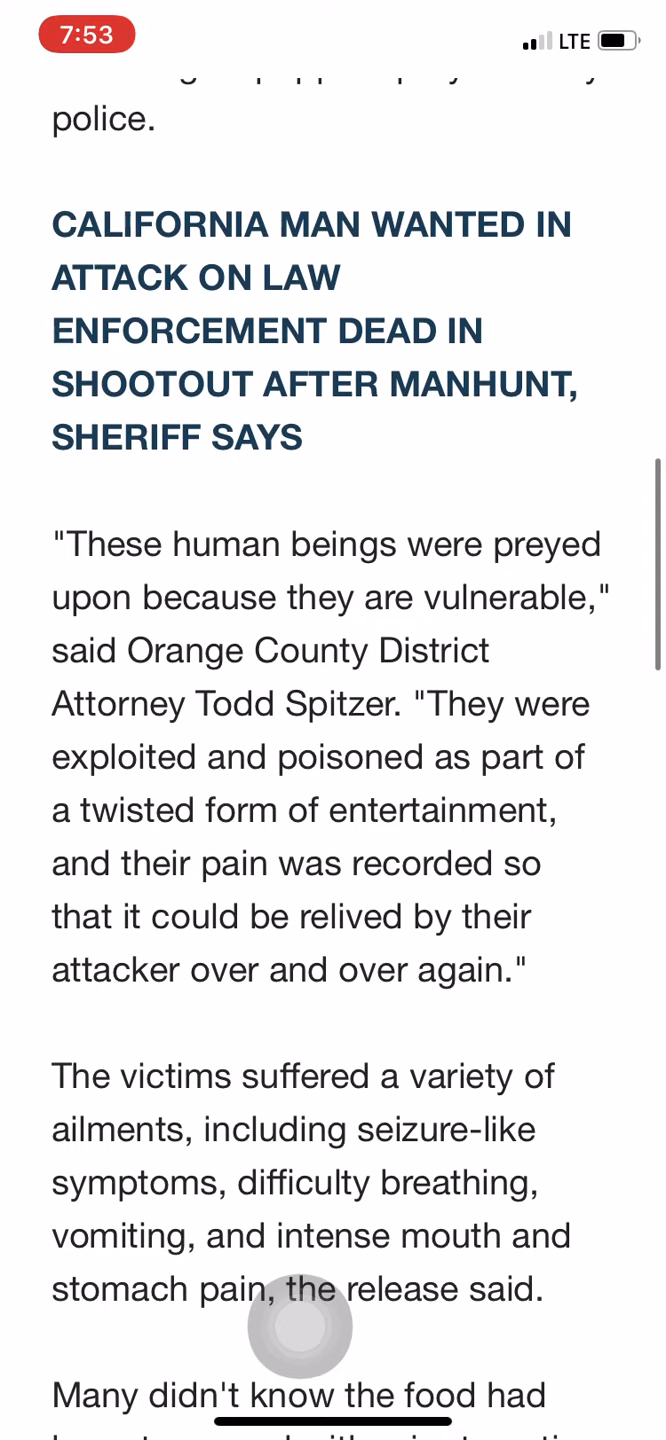 7:53
LTE
police.
CALIFORNIA MAN WANTED IN
ATTACK ON LAW
ENFORCEMENT DEAD IN
SHOOTOUT AFTER MANHUNT,
SHERIFF SAYS
"These human beings were preyed
upon because they are vulnerable,"
said Orange County District
Attorney Todd Spitzer. "They were
exploited and poisoned as part of
a twisted form of entertainment,
and their pain was recorded so
that it could be relived by their
attacker over and over again."
The victims suffered a variety of
ailments, including seizure-like
symptoms, difficulty breathing,
vomiting, and intense mouth and
stomach pain, the release said.
Many didn't know the food had